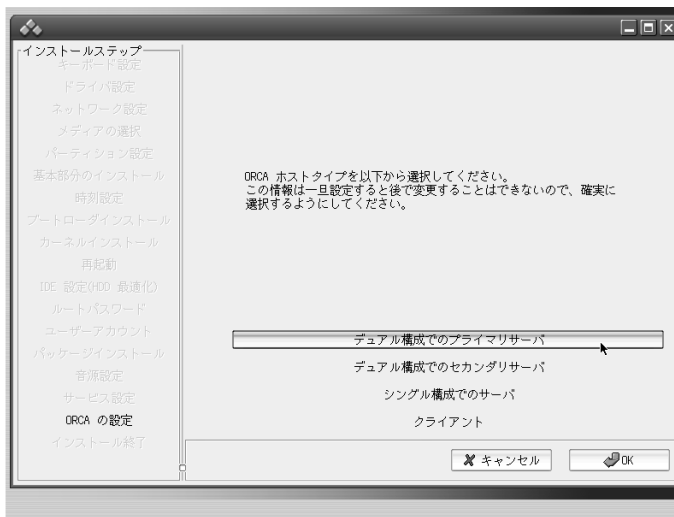 インストールステップ
キーボード設定
ドライバ設定
ネットワーク設定
メディアの選択
パーティション設定
基本部分のインストール
時刻設定
ブートローダインストール
カーネルインストール
再起動
IDE 設定(HDD 最適化)
ルートパスワード
ユーザーアカウント
パッケージインストール
音源設定
サービス設定
ORCA の設定
インストール終了
ORCA ホストタイプを以下から選択してください。
この情報は一旦設定すると後で変更することはできないので、確実に
選択するようにしてください。
デュアル構成でのプライマリサーバ
デュアル構成でのセカンダリサーバ
シングル構成でのサーバ
クライアント
キャンセル
OK